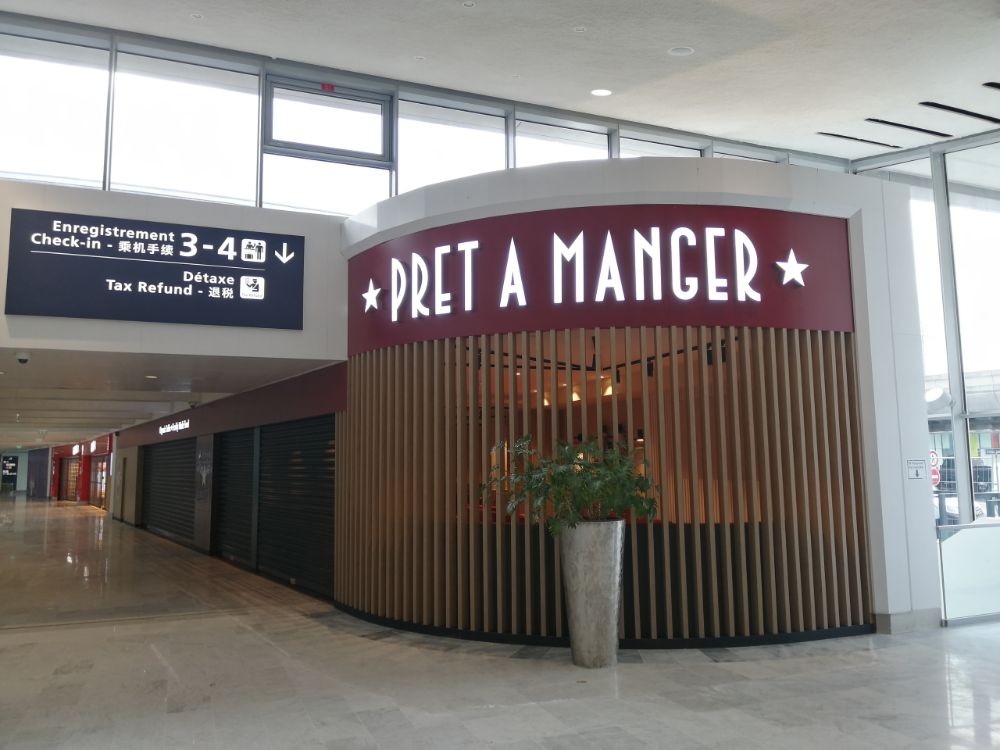 Enregistrement
Check-in - 乘机手续 3-4
Détaxe
Tax Refund - 退税
★ PRET A MANGER ★